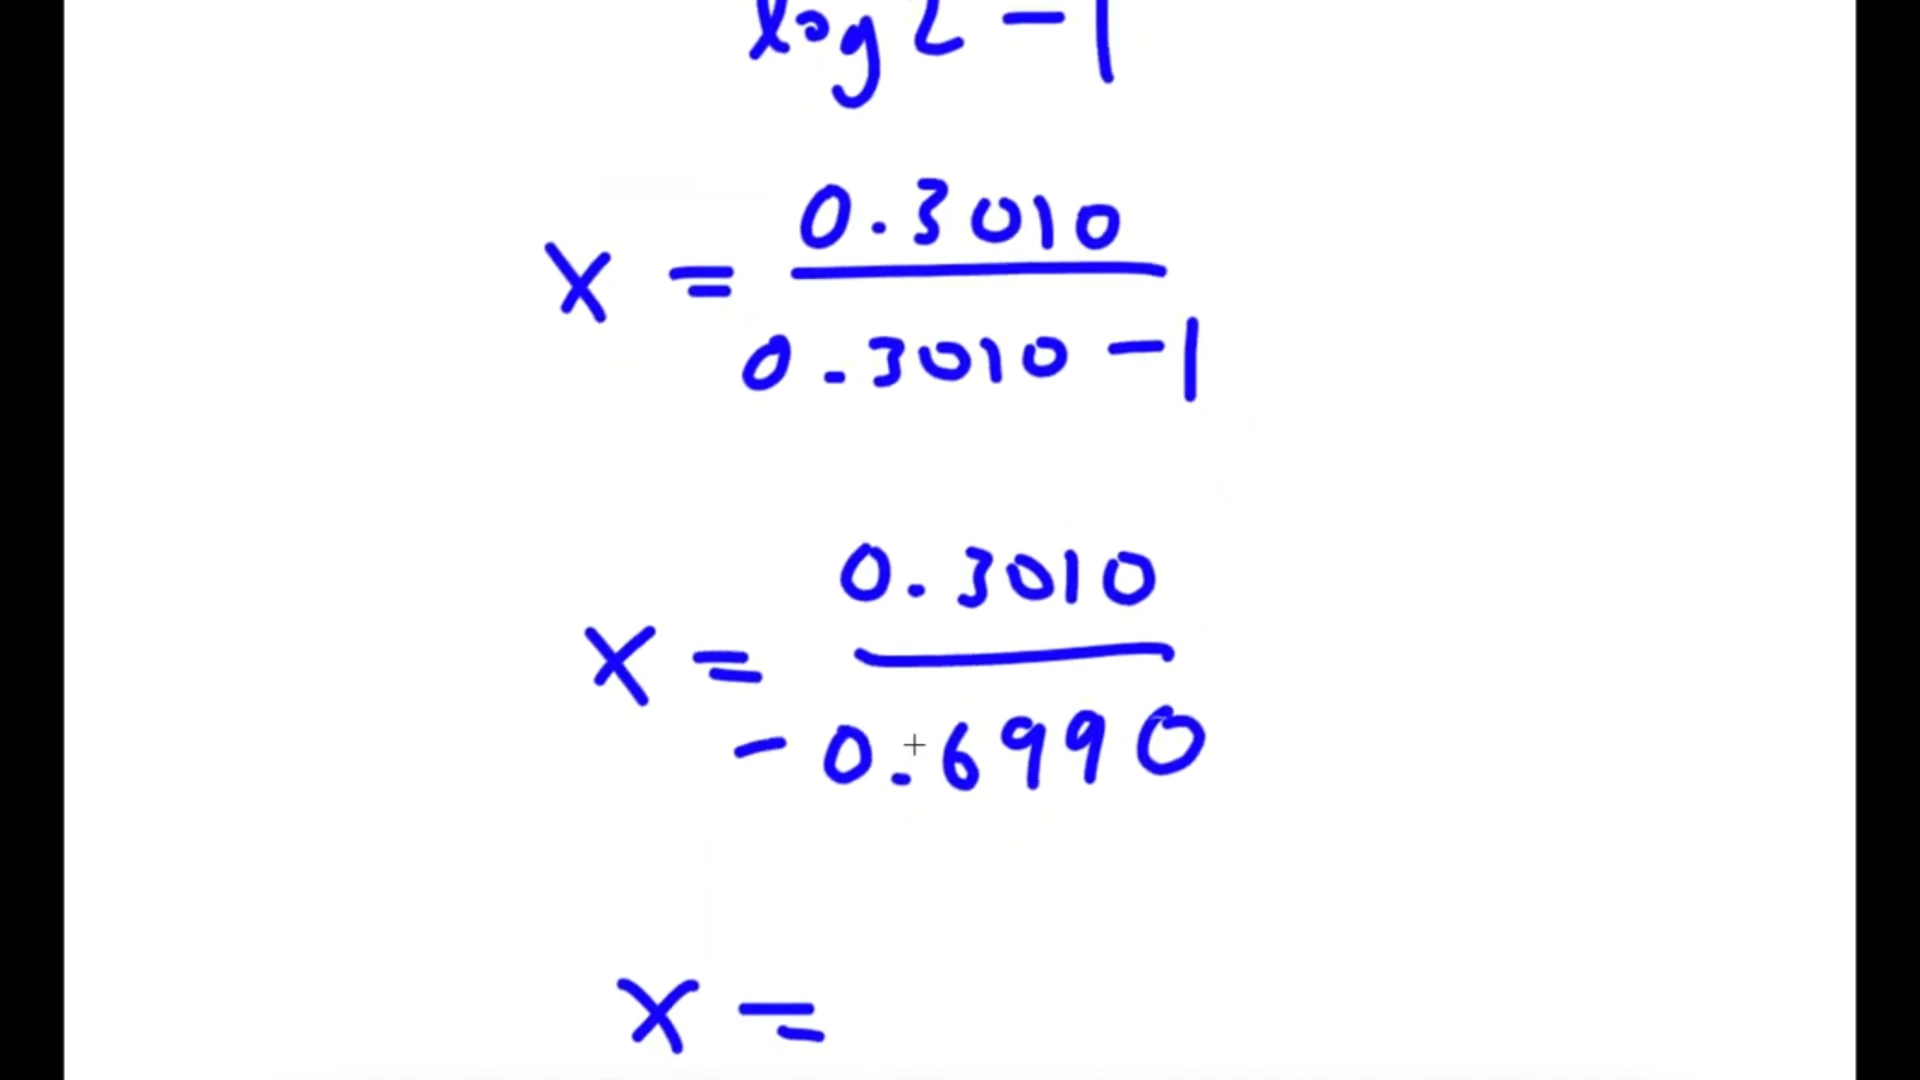 log 2 - 1
x = 0.3010
0.3010 - 1
x = 0.3010
- 0.6990
x =